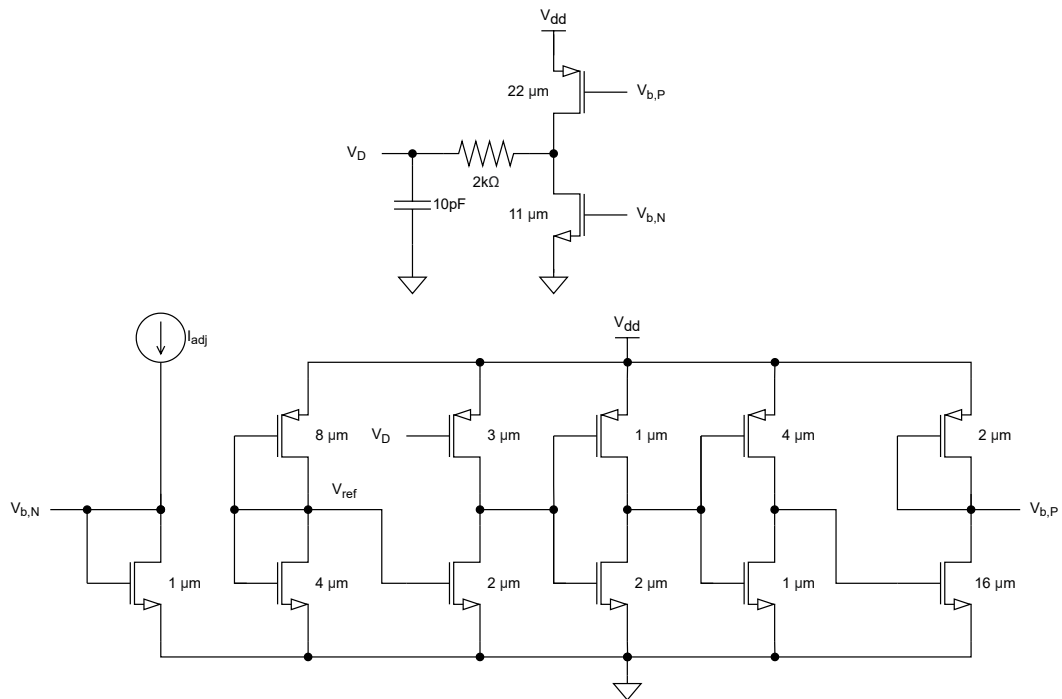 V_dd
22 µm
V_b,P
V_D
2kΩ
10pF
11 µm
V_b,N
I_adj
V_dd
8 µm
V_D
3 µm
1 µm
4 µm
2 µm
V_ref
V_b,N
V_b,P
1 µm
4 µm
2 µm
2 µm
1 µm
16 µm